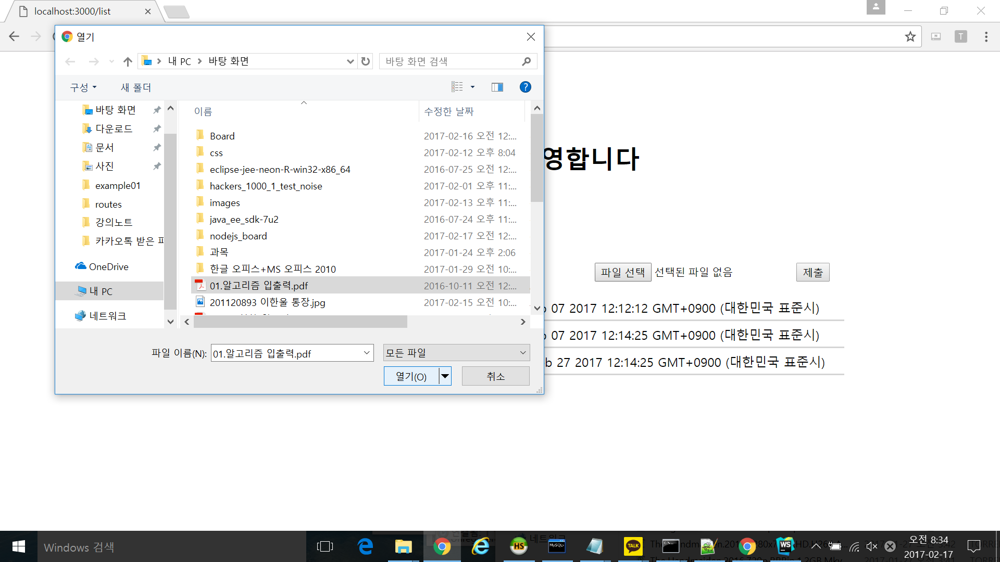 localhost:3000/list
열기
내 PC
바탕 화면
바탕 화면 검색
구성
새 폴더
바탕 화면
다운로드
문서
사진
example01
routes
강의노트
카카오톡 받은
OneDrive
내 PC
네트워크
이름 수정한 날짜
Board 2017-02-16 오전 12:...
css 2017-02-12 오후 8:04
eclipse-jee-neon-R-win32-x86_64 2016-07-25 오전 12:...
hackers_1000_1_test_noise 2017-02-01 오후 11:...
images 2017-02-13 오후 11:...
java_ee_sdk-7u2 2016-07-24 오후 11:...
nodejs_board 2017-02-17 오전 12:...
과목 2017-01-24 오후 2:06
한글 오피스+MS 오피스 2010 2017-01-29 오전 10:...
01.알고리즘 입출력.pdf 2016-10-11 오전 12:...
201120893 이한울 통장.jpg 2017-02-15 오전 10:...
파일 이름(N): 01.알고리즘 입출력.pdf 모든 파일
열기(O) 취소
영합니다
파일 선택 선택된 파일 없음 제출
07 2017 12:12:12 GMT+0900 (대한민국 표준시)
07 2017 12:14:25 GMT+0900 (대한민국 표준시)
b 27 2017 12:14:25 GMT+0900 (대한민국 표준시)
Windows 검색
HS
MySQL
TALK
WS
오전 8:34
2017-02-17